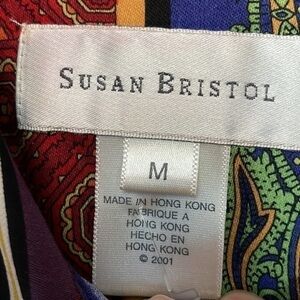 SUSAN BRISTOL
M
MADE IN HONG KONG
FABRIQUE A
HONG KONG
HECHO EN
HONG KONG
© 2001